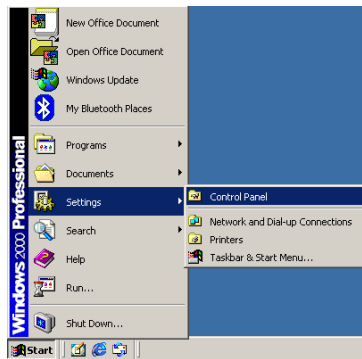 New Office Document
Open Office Document
Windows Update
My Bluetooth Places
Programs
Documents
Settings
Search
Help
Run...
Shut Down...
Control Panel
Network and Dial-up Connections
Printers
Taskbar & Start Menu...
Windows 2000 Professional
Start